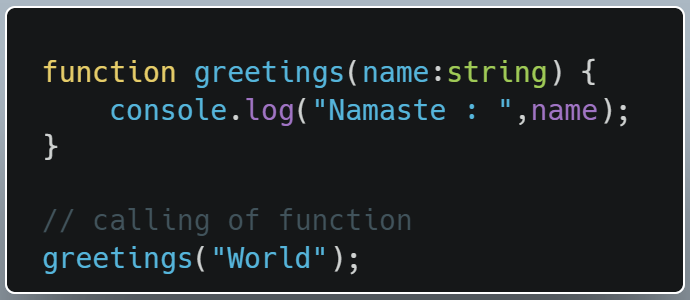 function greetings(name:string) {
    console.log("Namaste : ",name);
}
// calling of function
greetings("World");